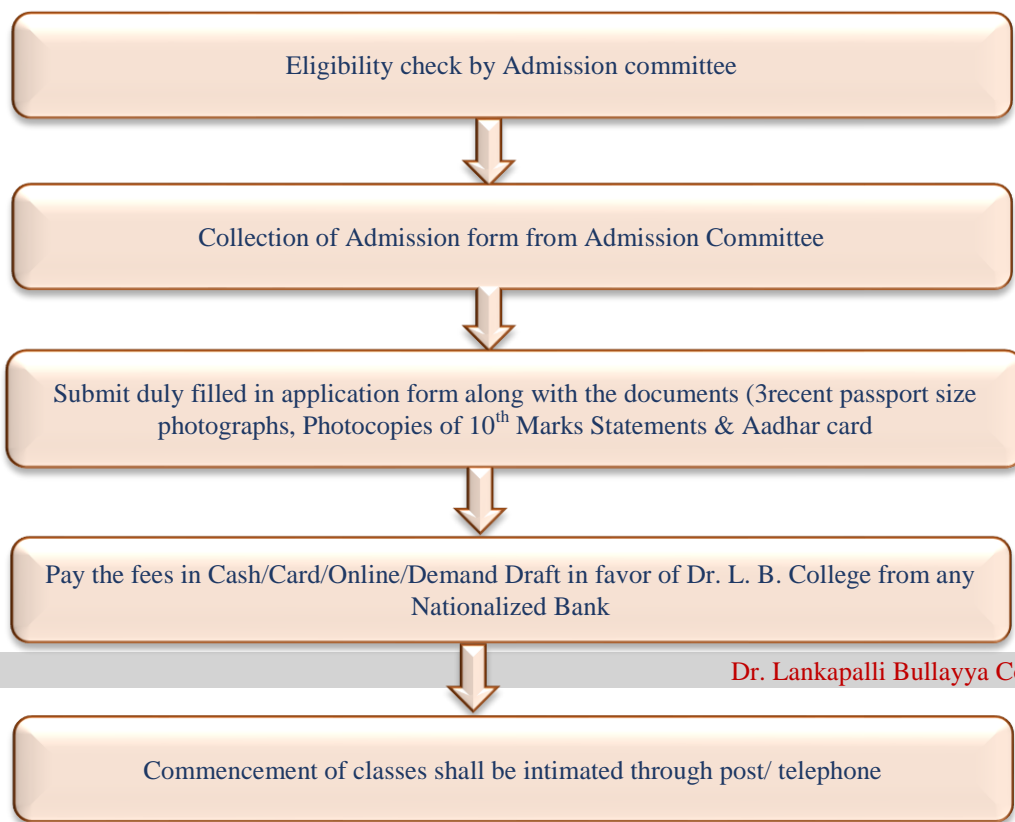 Eligibility check by Admission committee
Collection of Admission form from Admission Committee
Submit duly filled in application form along with the documents (3recent passport size
photographs, Photocopies of 10th Marks Statements & Aadhar card
Pay the fees in Cash/Card/Online/Demand Draft in favor of Dr. L. B. College from any
Nationalized Bank
Dr. Lankapalli Bullayya
Commencement of classes shall be intimated through post/ telephone